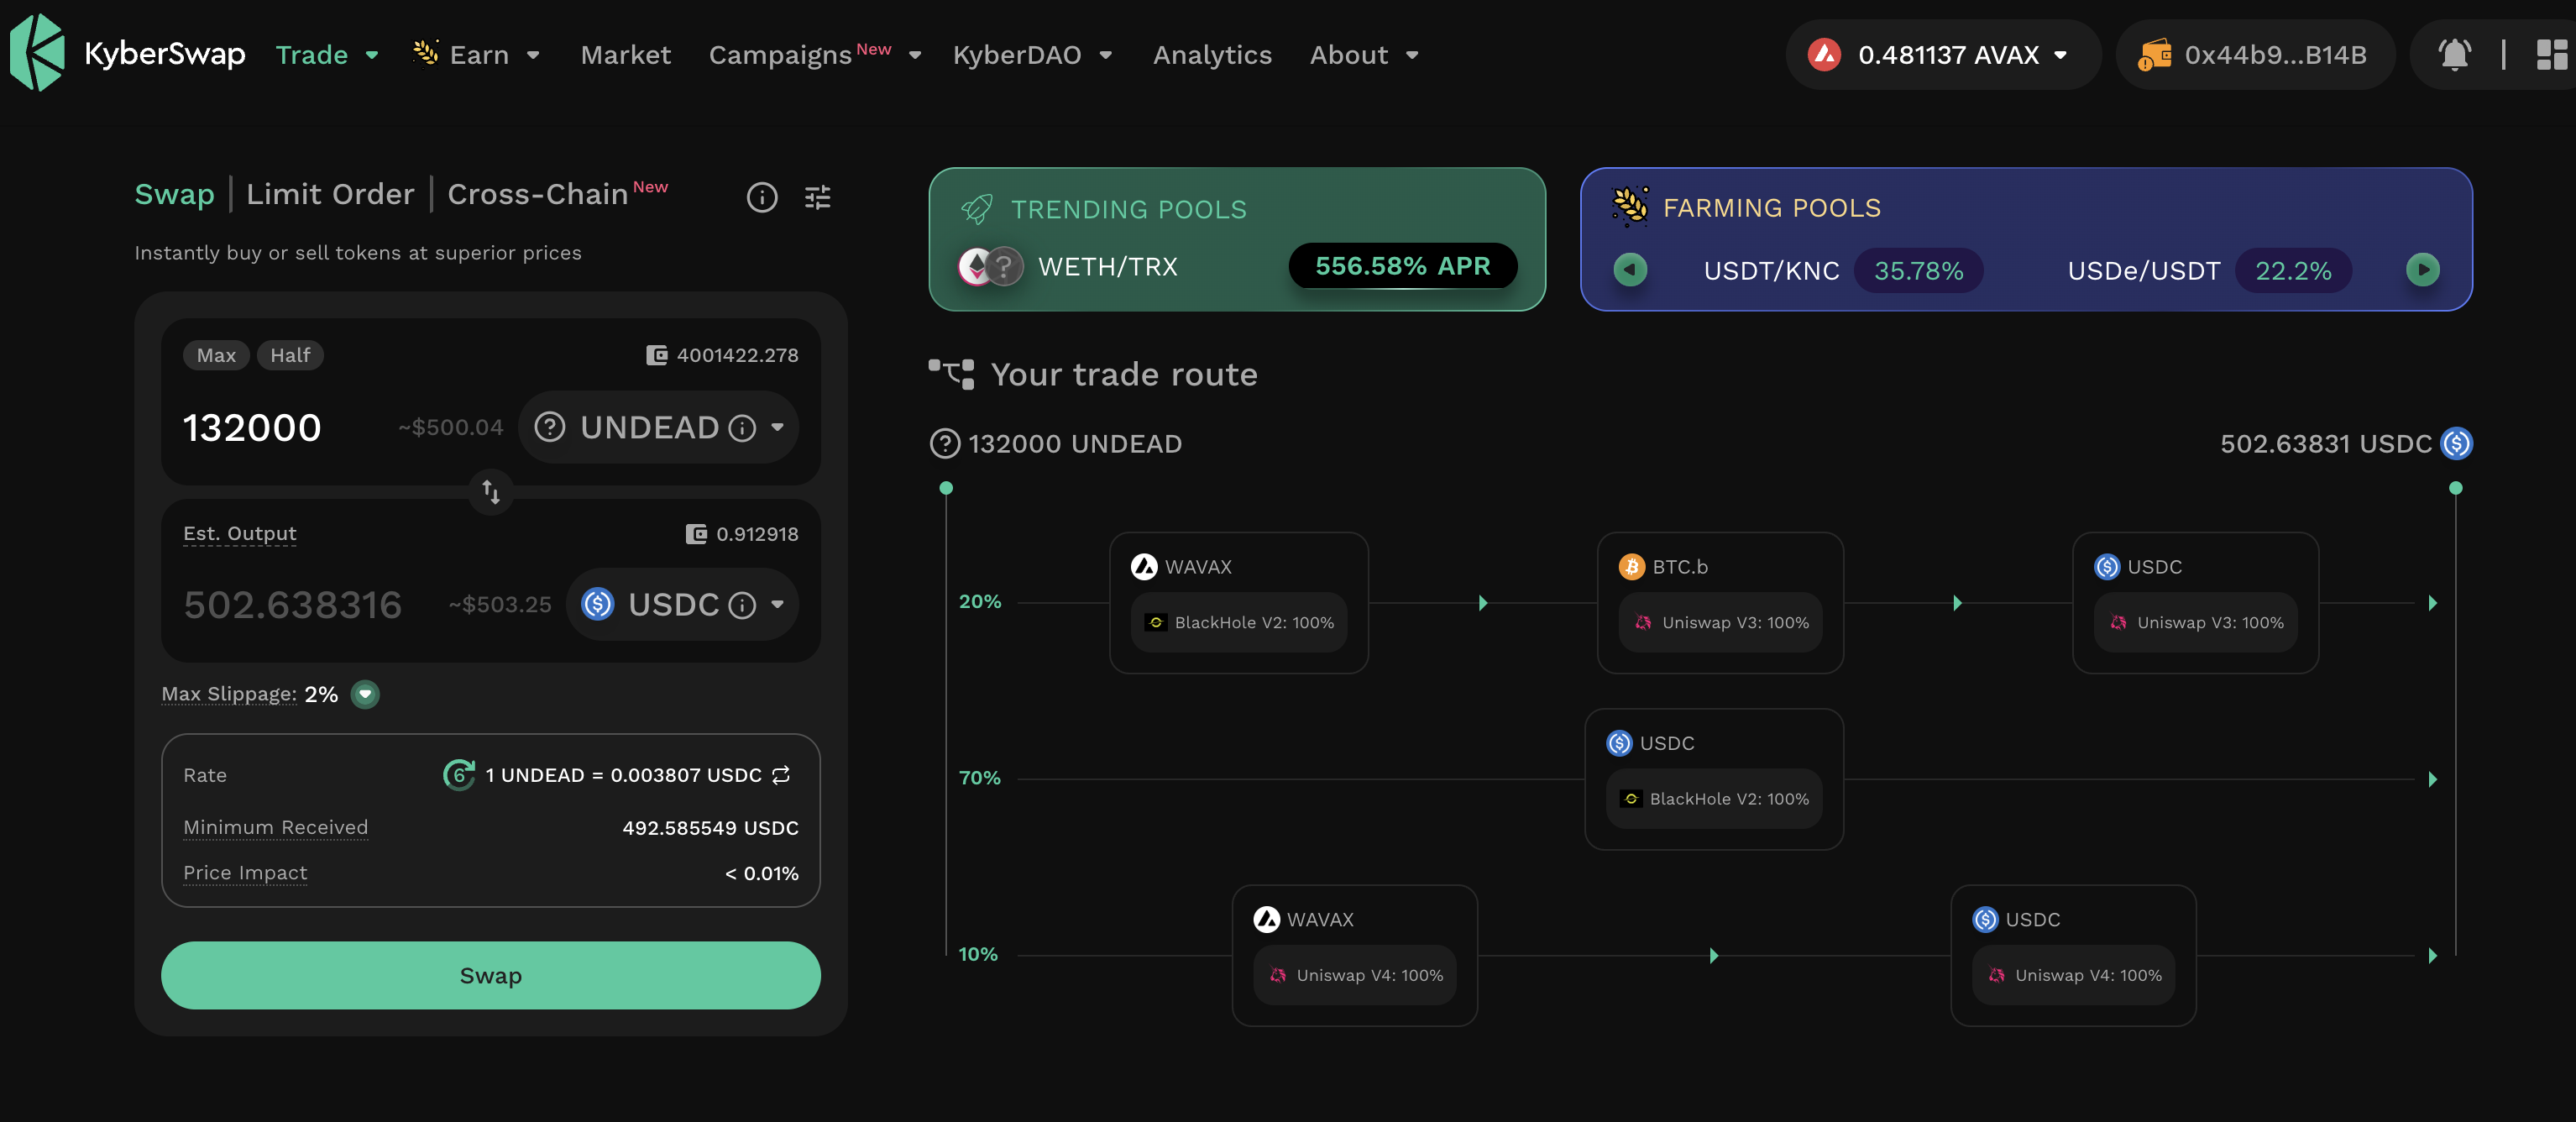 KyberSwap Trade Earn Market Campaigns New KyberDAO Analytics About 0.481137 AVAX 0x44b9...B14B
Swap | Limit Order | Cross-Chain New
Instantly buy or sell tokens at superior prices
Max Half 4001422.278
132000 ~$500.04 UNDEAD
Est. Output 0.912918
502.638316 ~$503.25 USDC
Max Slippage: 2%
Rate 6 1 UNDEAD = 0.003807 USDC
Minimum Received 492.585549 USDC
Price Impact < 0.01%
Swap
TRENDING POOLS
WETH/TRX 556.58% APR
FARMING POOLS
USDT/KNC 35.78% USDe/USDT 22.2%
Your trade route
132000 UNDEAD 502.63831 USDC
WAVAX BTC.b USDC
20% BlackHole V2: 100% Uniswap V3: 100% Uniswap V3: 100%
USDC
70% BlackHole V2: 100%
WAVAX USDC
10% Uniswap V4: 100% Uniswap V4: 100%